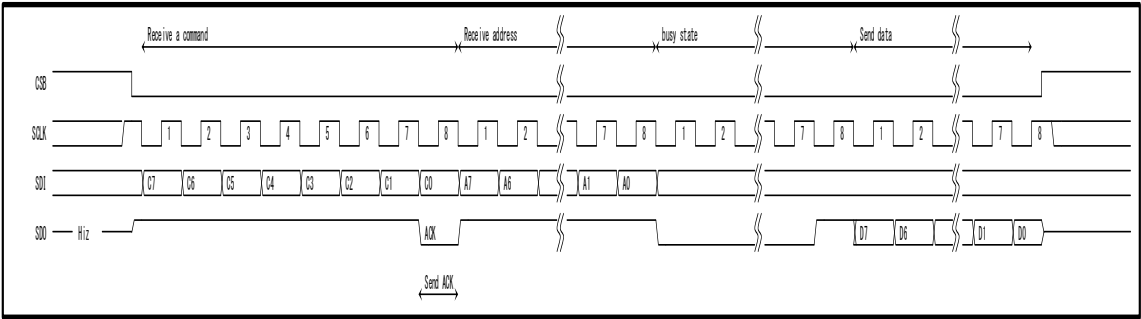 Receive a command Receive address busy state Send data
CSB
SCLK 1 2 3 4 5 6 7 8 1 2 7 8 1 2 7 8 1 2 7 8
SDI C7 C6 C5 C4 C3 C2 C1 C0 A7 A6 A1 A0
SDO Hiz ACK D7 D6 D1 D0
Send ACK